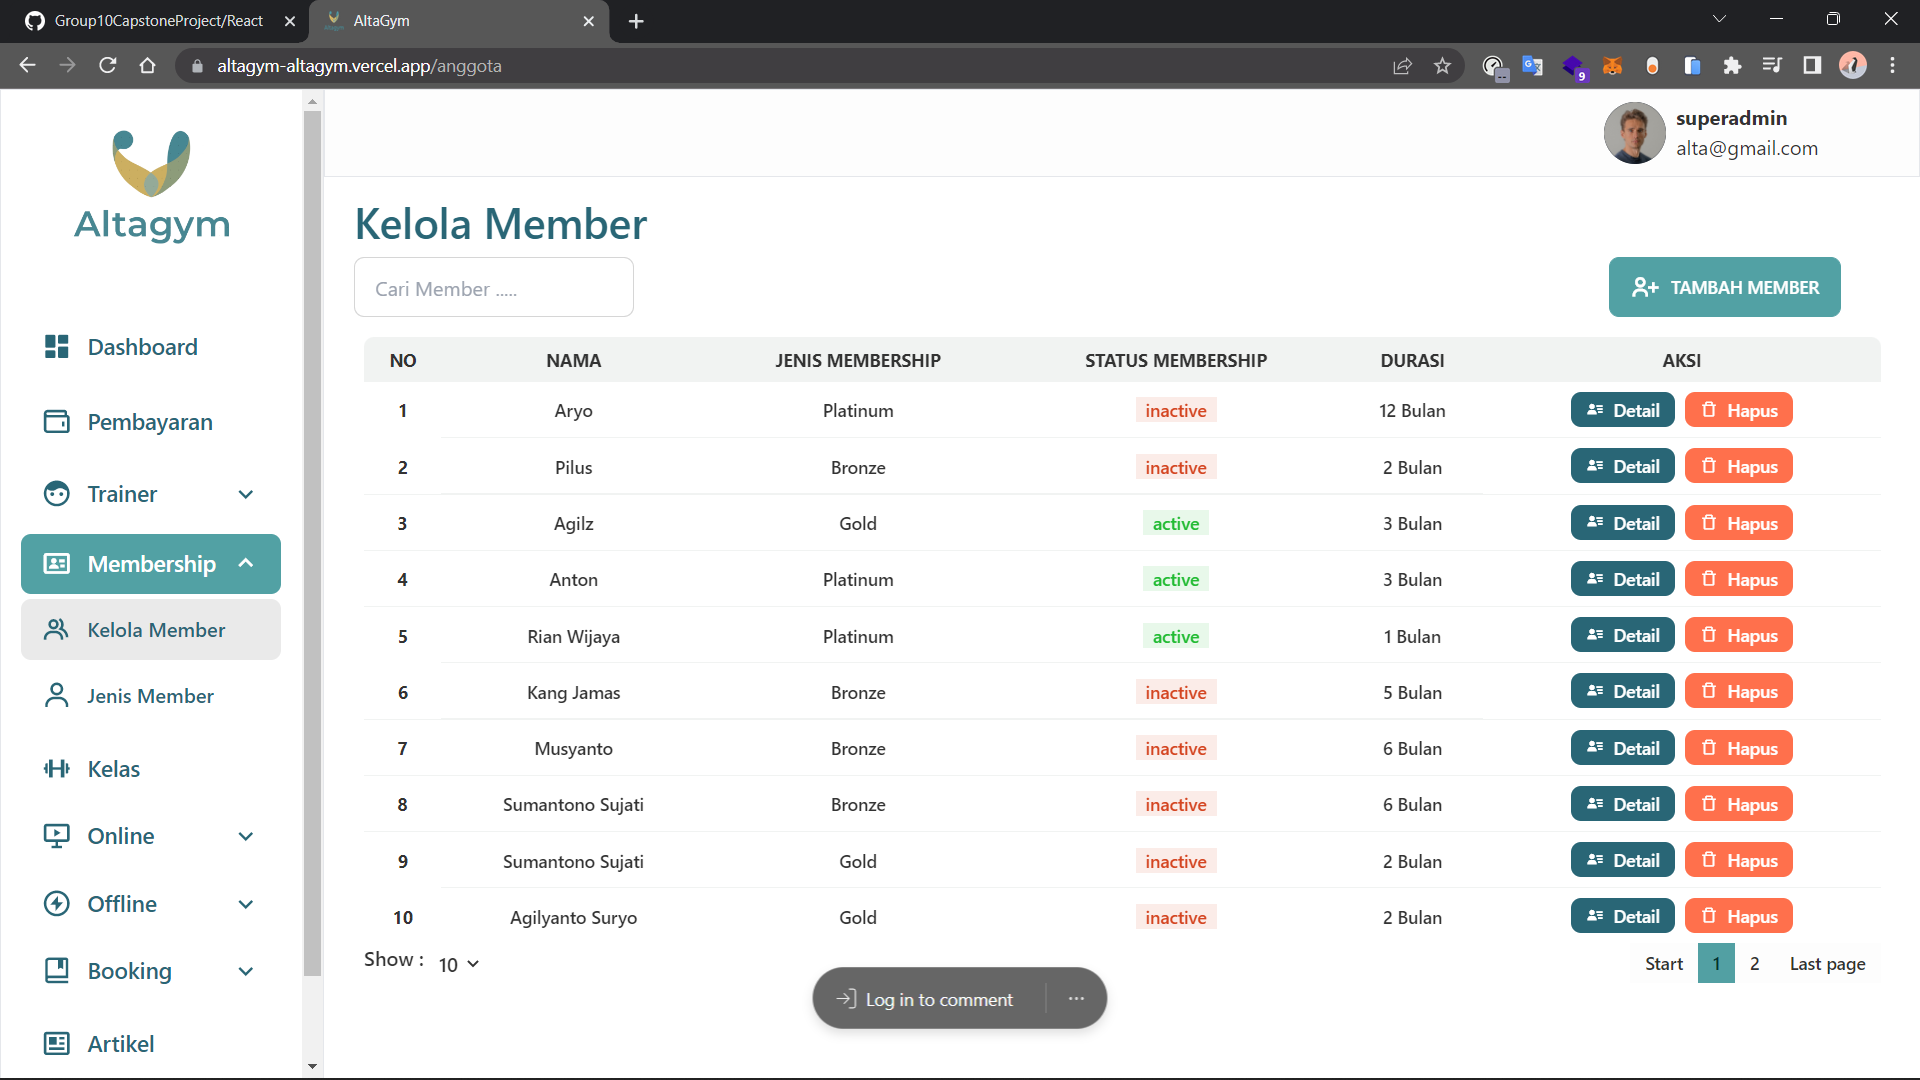 Group10CapstoneProject/React
AltaGym
altagym-altagym.vercel.app/anggota
9
superadmin
alta@gmail.com
Altagym
Dashboard
Pembayaran
Trainer
Membership
Kelola Member
Jenis Member
Kelas
Online
Offline
Booking
Artikel
Kelola Member
Cari Member .....
TAMBAH MEMBER
NO NAMA JENIS MEMBERSHIP STATUS MEMBERSHIP DURASI AKSI
1 Aryo Platinum inactive 12 Bulan Detail Hapus
2 Pilus Bronze inactive 2 Bulan Detail Hapus
3 Agilz Gold active 3 Bulan Detail Hapus
4 Anton Platinum active 3 Bulan Detail Hapus
5 Rian Wijaya Platinum active 1 Bulan Detail Hapus
6 Kang Jamas Bronze inactive 5 Bulan Detail Hapus
7 Musyanto Bronze inactive 6 Bulan Detail Hapus
8 Sumantono Sujati Bronze inactive 6 Bulan Detail Hapus
9 Sumantono Sujati Gold inactive 2 Bulan Detail Hapus
10 Agilyanto Suryo Gold inactive 2 Bulan Detail Hapus
Show : 10
Start 1 2 Last page
Log in to comment